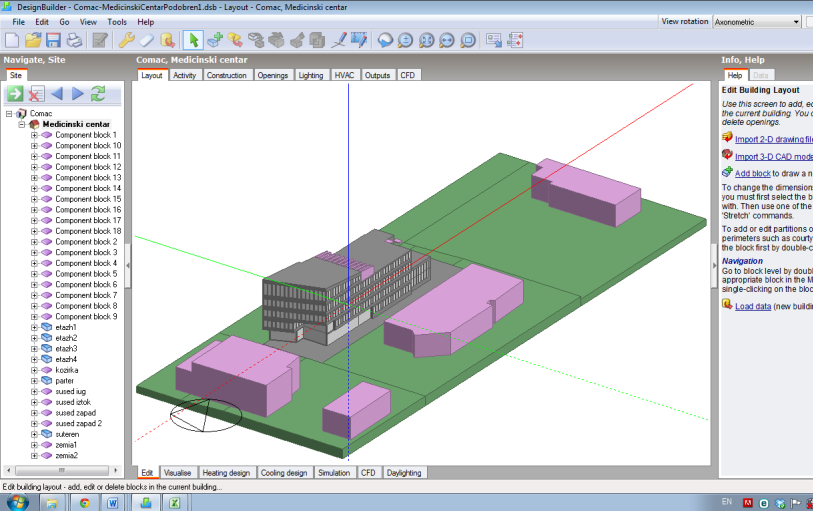 DesignBuilder - Comac-MedicinskiCentarPodobren1.dsb - Layout - Comac, Medicinski centar
File Edit Go View Tools Help
View rotation Axonometric
Navigate, Site
Comac, Medicinski centar
Info, Help
Site
Layout Activity Construction Openings Lighting HVAC Outputs CFD
Help Data
Comac
Medicinski centar
Component block 1
Component block 10
Component block 11
Component block 12
Component block 13
Component block 14
Component block 15
Component block 16
Component block 17
Component block 18
Component block 2
Component block 3
Component block 4
Component block 5
Component block 6
Component block 7
Component block 8
Component block 9
etazh1
etazh2
etazh3
etazh4
kozirka
parter
sused iug
sused iztok
sused zapad
sused zapad 2
suteren
zemia1
zemia2
Edit Building Layout
Use this screen to add, ed
the current building. You c
delete openings.
Import 2-D drawing file
Import 3-D CAD mode
Add block to draw a n
To change the dimension
you must first select the b
with. Then use one of the
'Stretch' commands.
To add or edit partitions o
perimeters such as courty
the block first by double-c
Navigation
Go to block level by doubl
appropriate block in the M
single-clicking on the bloc
Load data (new buildin
Edit Visualise Heating design Cooling design Simulation CFD Daylighting
Edit building layout - add, edit or delete blocks in the current building...
EN